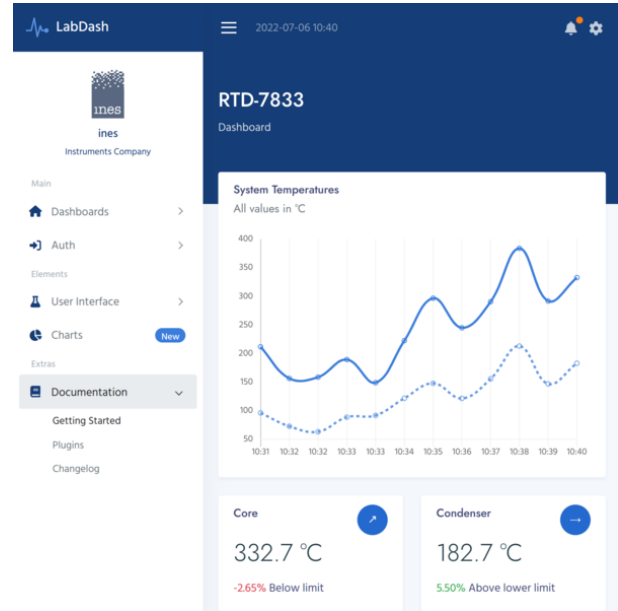 LabDash
2022-07-06 10:40
ines
ines
Instruments Company
Main
Dashboards
Auth
Elements
User Interface
Charts
New
Extras
Documentation
Getting Started
Plugins
Changelog
RTD-7833
Dashboard
System Temperatures
All values in °C
400
350
300
250
200
150
100
50
10:31 10:32 10:32 10:33 10:33 10:34 10:35 10:36 10:37 10:38 10:39 10:40
Core
332.7 °C
-2.65% Below limit
Condenser
182.7 °C
5.50% Above lower limit